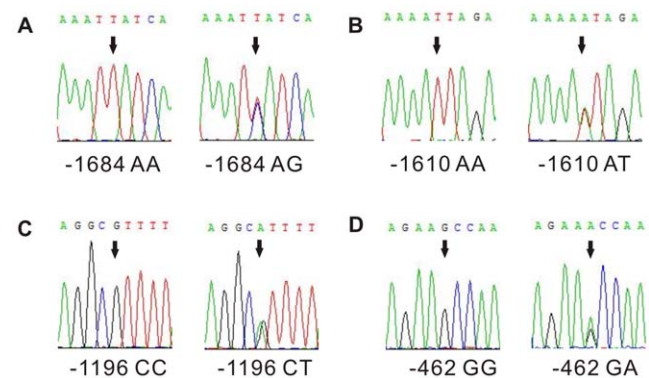 A AAATTATCA AAATTATCA B AAAATTAGA AAAAATAGA
-1684 AA -1684 AG -1610 AA -1610 AT
C AGGCGTTTT AGGCATTTT D AGAAGCCAA AGAAACCAA
-1196 CC -1196 CT -462 GG -462 GA